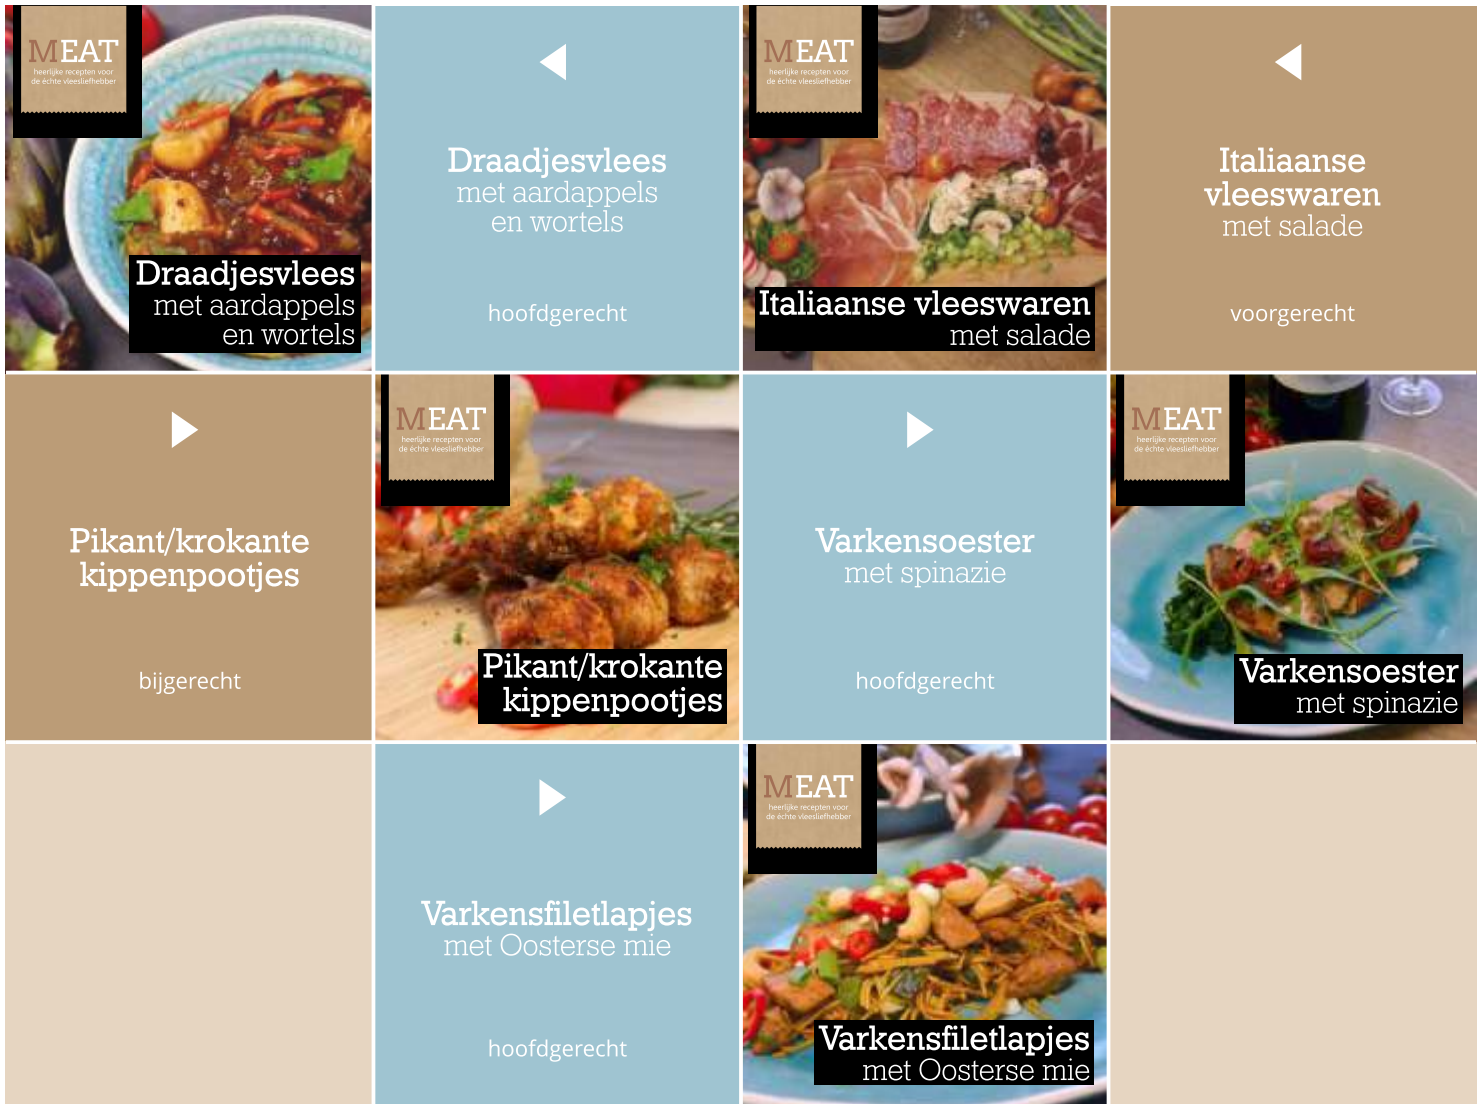 MEAT
heerlijke recepten voor
de échte vleesliefhebber
Draadjesvlees
met aardappels
en wortels
Draadjesvlees
met aardappels
en wortels
hoofdgerecht
MEAT
heerlijke recepten voor
de échte vleesliefhebber
Italiaanse vleeswaren
met salade
Italiaanse
vleeswaren
met salade
voorgerecht
Pikant/krokante
kippenpootjes
bijgerecht
MEAT
heerlijke recepten voor
de échte vleesliefhebber
Pikant/krokante
kippenpootjes
Varkensoester
met spinazie
hoofdgerecht
MEAT
heerlijke recepten voor
de échte vleesliefhebber
Varkensoester
met spinazie
Varkensfiletlapjes
met Oosterse mie
hoofdgerecht
MEAT
heerlijke recepten voor
de échte vleesliefhebber
Varkensfiletlapjes
met Oosterse mie